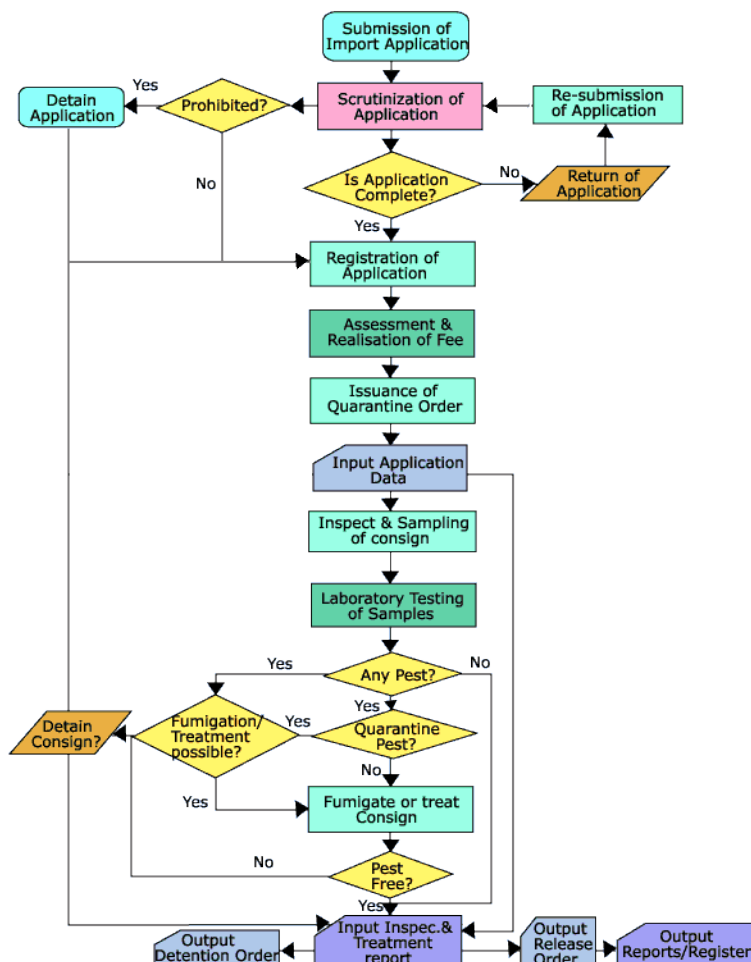 Submission of
Import Application
Detain
Application
Yes
Prohibited?
Scrutinization of
Application
Re-submission
of Application
No
Is Application
Complete?
No
Return of
Application
Yes
Registration of
Application
Assessment &
Realisation of Fee
Issuance of
Quarantine Order
Input Application
Data
Inspect & Sampling
of consign
Laboratory Testing
of Samples
Yes
Any Pest?
No
Yes
Detain
Consign?
Fumigation/
Treatment
possible?
Yes
Quarantine
Pest?
No
Yes
Fumigate or treat
Consign
No
Pest
Free?
Yes
Output
Detention Order
Input Inspec.&
Treatment
report
Output
Release
Order
Output
Reports/Register